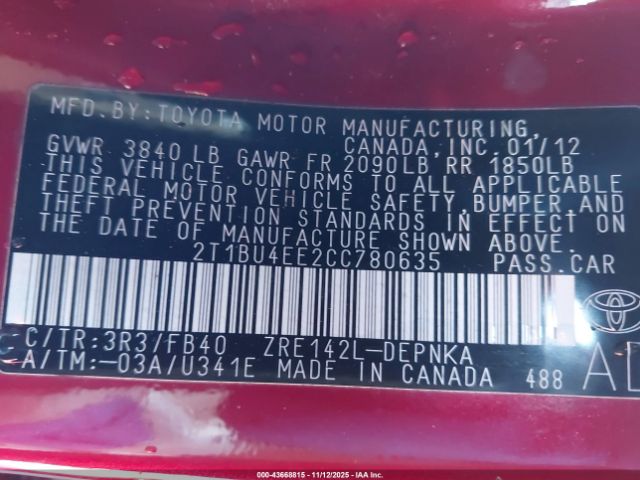 MFD.BY:TOYOTA MOTOR MANUFACTURING,
CANADA,INC.01/12
GVWR 3840 LB GAWR FR 2090LB RR 1850LB
THIS VEHICLE CONFORMS TO ALL APPLICABLE
FEDERAL MOTOR VEHICLE SAFETY,BUMPER,AND
THEFT PREVENTION STANDARDS IN EFFECT ON
THE DATE OF MANUFACTURE SHOWN ABOVE.
2T1BU4EE2CC780635 PASS.CAR
C/TR:3R3/FB40 ZRE142L-DEPNKA
A/TM:-03A/U341E MADE IN CANADA 488
000-43668815 - 11/12/2025 - IAA Inc.